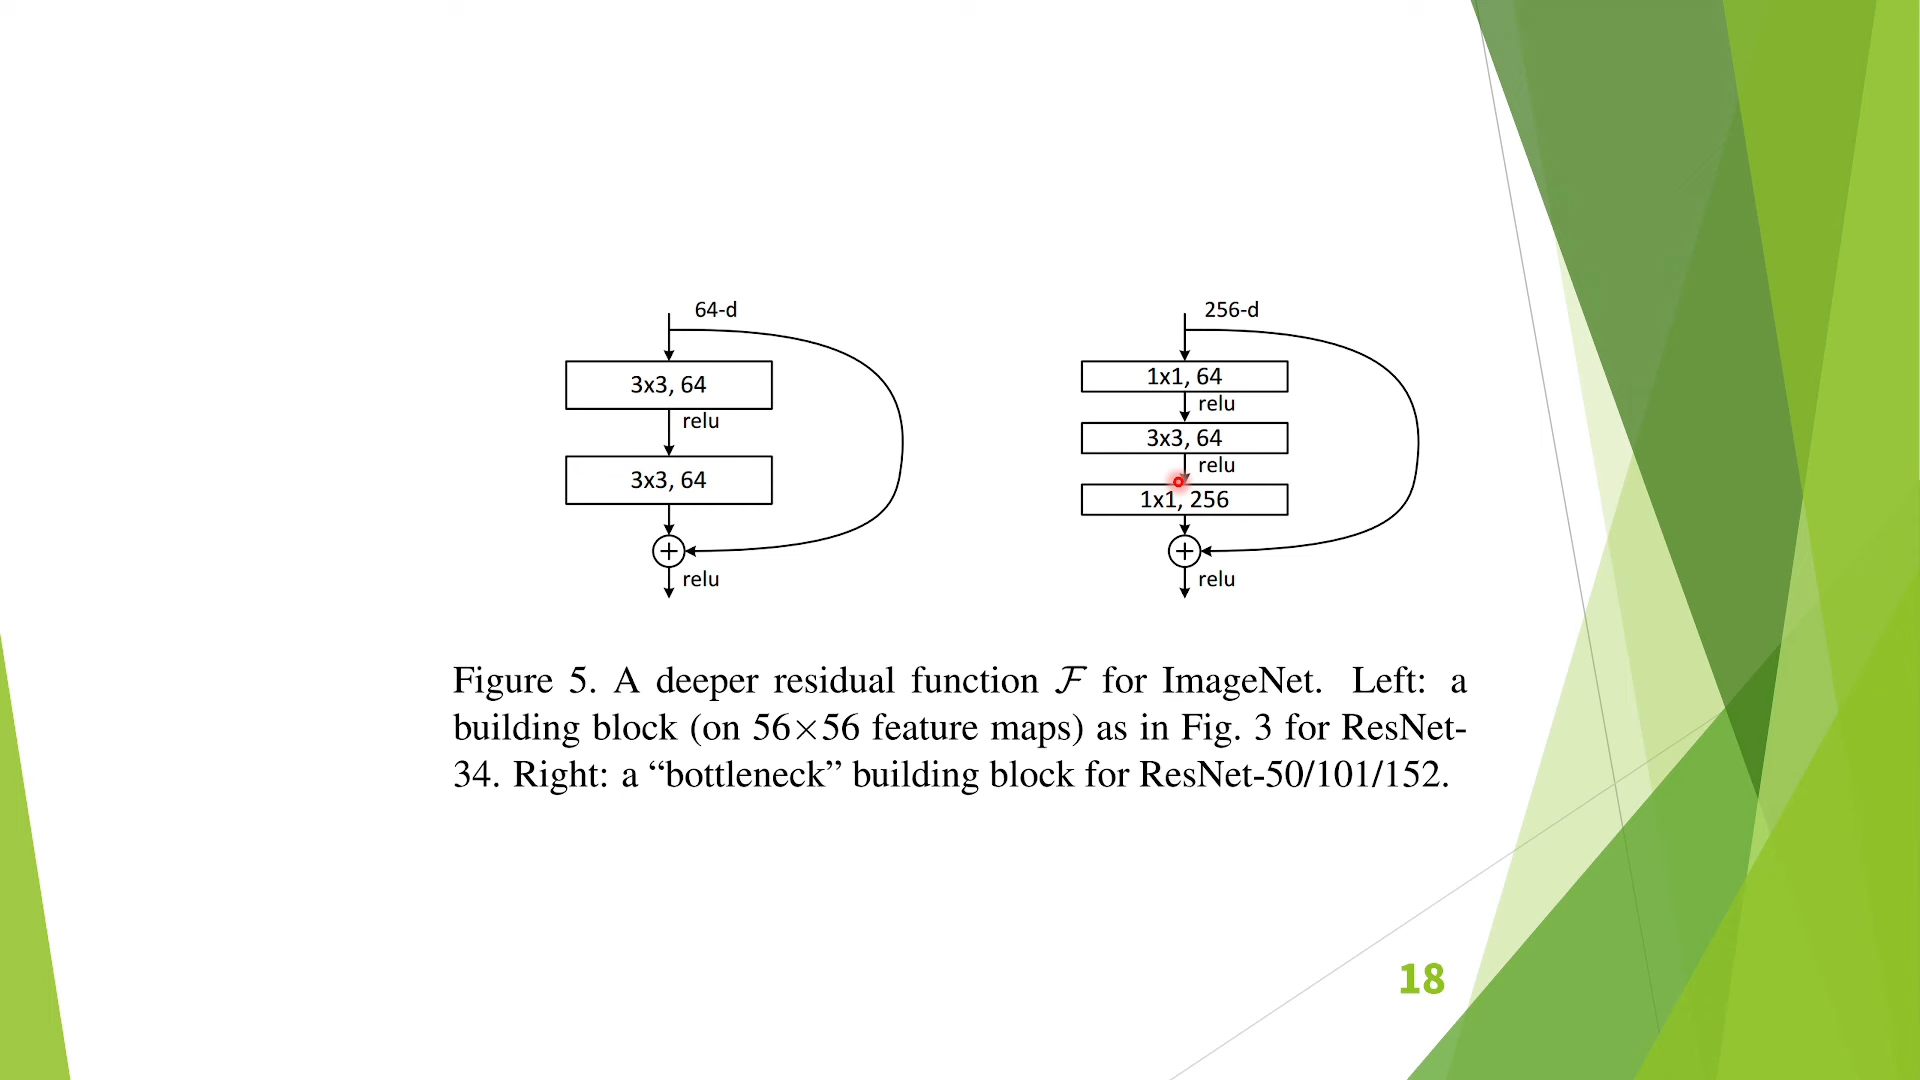 64-d
3x3, 64
relu
3x3, 64
+
relu
256-d
1x1, 64
relu
3x3, 64
relu
1x1, 256
+
relu
Figure 5. A deeper residual function ℱ for ImageNet. Left: a
building block (on 56×56 feature maps) as in Fig. 3 for ResNet-
34. Right: a “bottleneck” building block for ResNet-50/101/152.
18